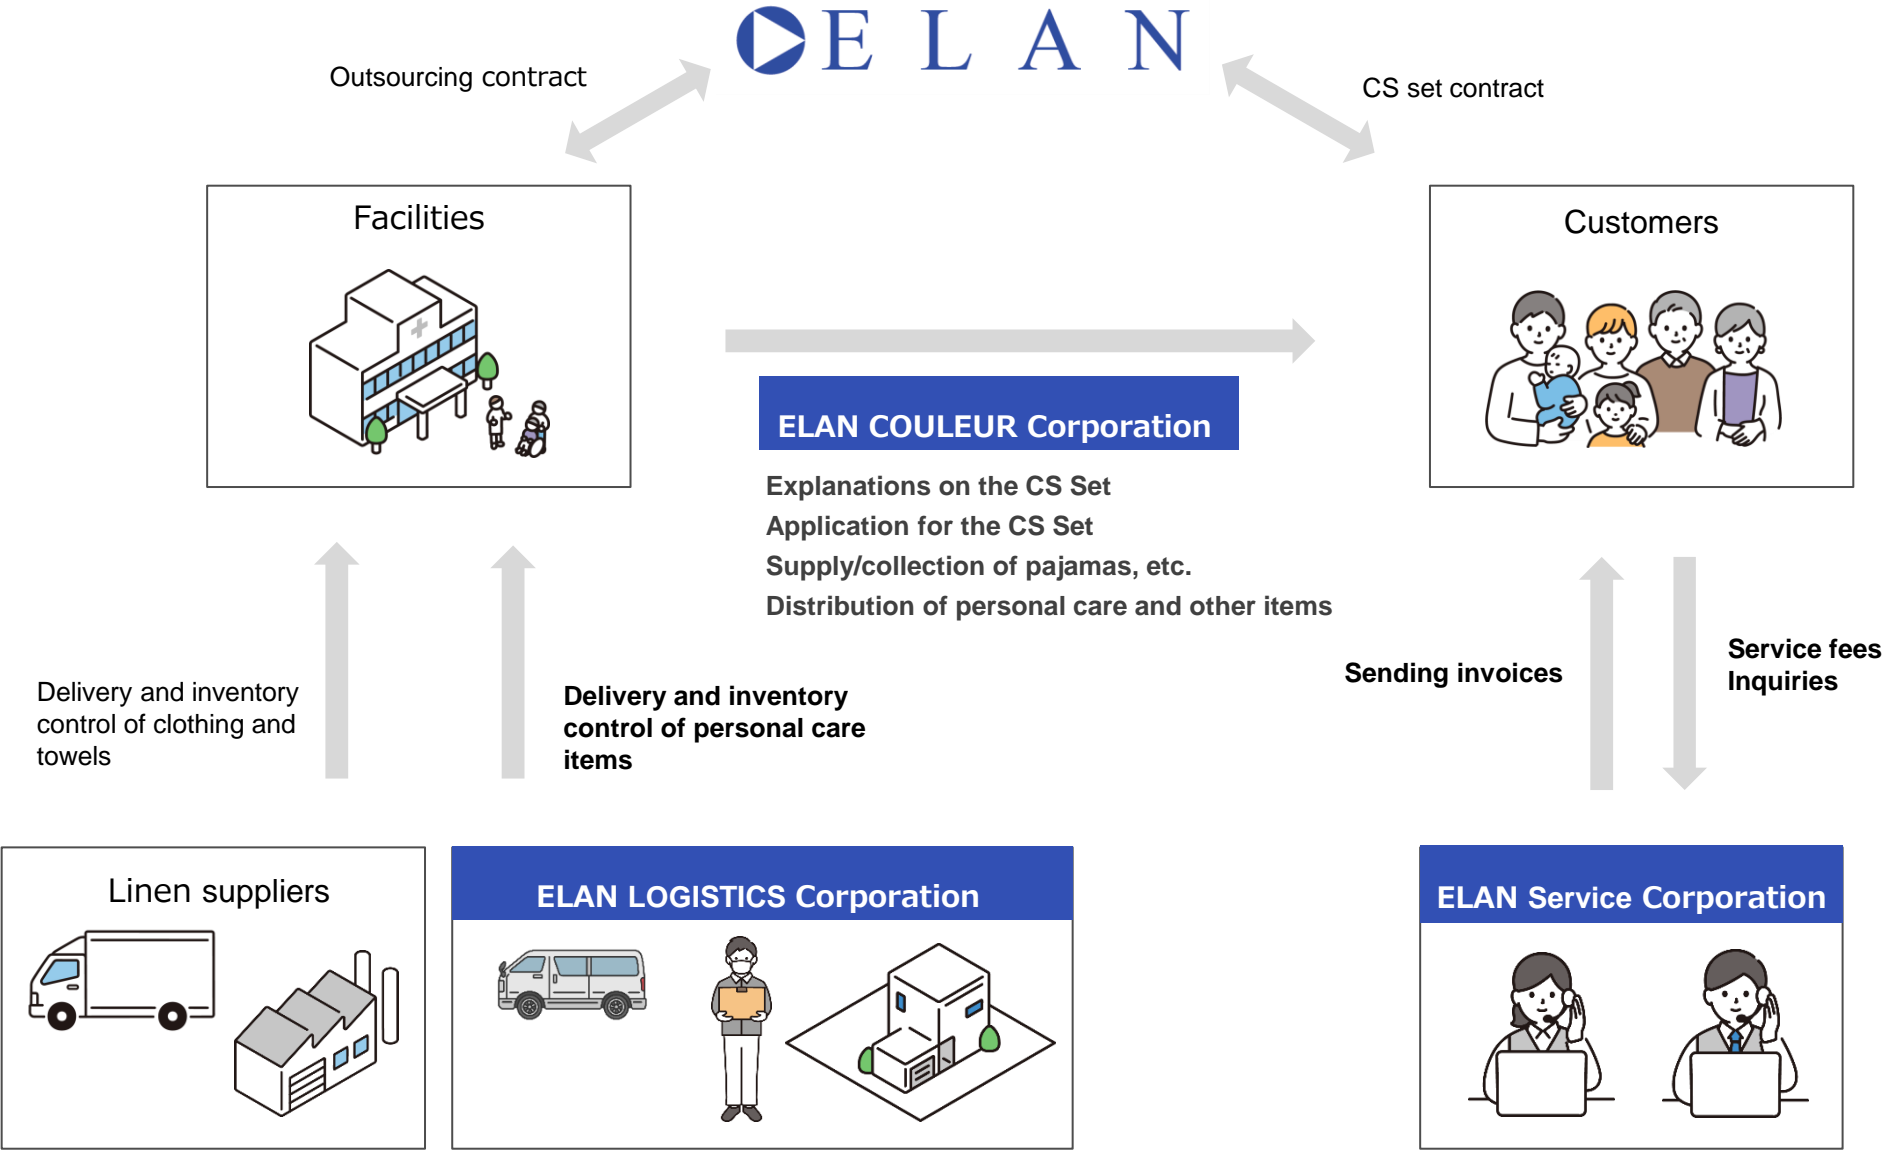 ELAN
Outsourcing contract
CS set contract
Facilities
Customers
ELAN COULEUR Corporation
Explanations on the CS Set
Application for the CS Set
Supply/collection of pajamas, etc.
Distribution of personal care and other items
Delivery and inventory
control of clothing and
towels
Delivery and inventory
control of personal care
items
Sending invoices
Service fees
Inquiries
Linen suppliers
ELAN LOGISTICS Corporation
ELAN Service Corporation